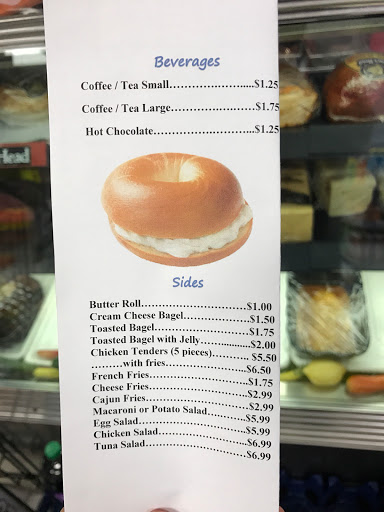 Beverages
Coffee / Tea Small.....................$1.25
Coffee / Tea Large.....................$1.75
Hot Chocolate.........................$1.25
Sides
Butter Roll..............................$1.00
Cream Cheese Bagel..................$1.50
Toasted Bagel...........................$1.75
Toasted Bagel with Jelly................$2.00
Chicken Tenders (5 pieces)........... $5.50
.........with fries........................$6.50
French Fries.............................$1.75
Cheese Fries.............................$2.99
Cajun Fries..............................$2.99
Macaroni or Potato Salad............$5.99
Egg Salad................................$5.99
Chicken Salad..........................$6.99
Tuna Salad..............................$6.99
Head